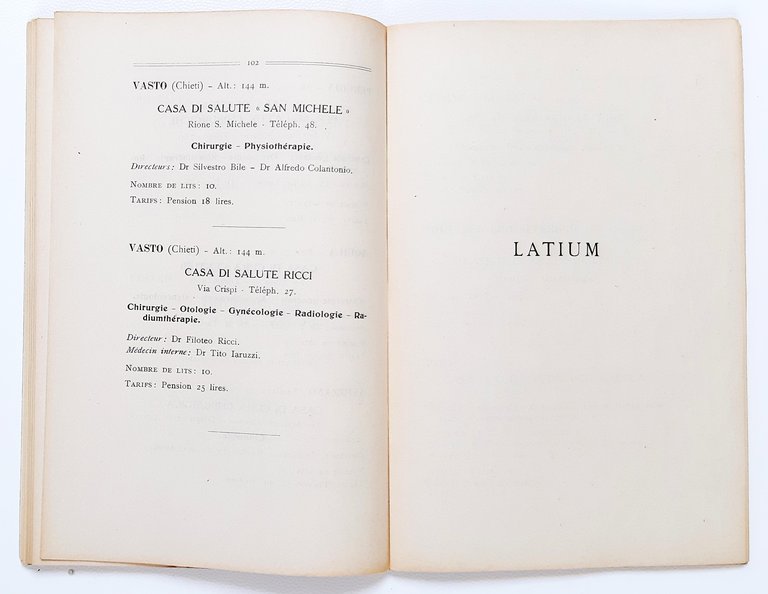 102
VASTO (Chieti) - Alt.: 144 m.
CASA DI SALUTE « SAN MICHELE »
Rione S. Michele - Téléph. 48.
Chirurgie - Physiothérapie.
Directeurs: Dr Silvestro Bile - Dr Alfredo Colantonio.
NOMBRE DE LITS: 10.
TARIFS: Pension 18 lires.
VASTO (Chieti) - Alt.: 144 m.
CASA DI SALUTE RICCI
Via Crispi - Téléph. 27.
Chirurgie - Otologie - Gynécologie - Radiologie - Ra-
diumthérapie.
Directeur: Dr Filoteo Ricci.
Médecin interne: Dr Tito Iaruzzi.
NOMBRE DE LITS: 10.
TARIFS: Pension 25 lires.
LATIUM